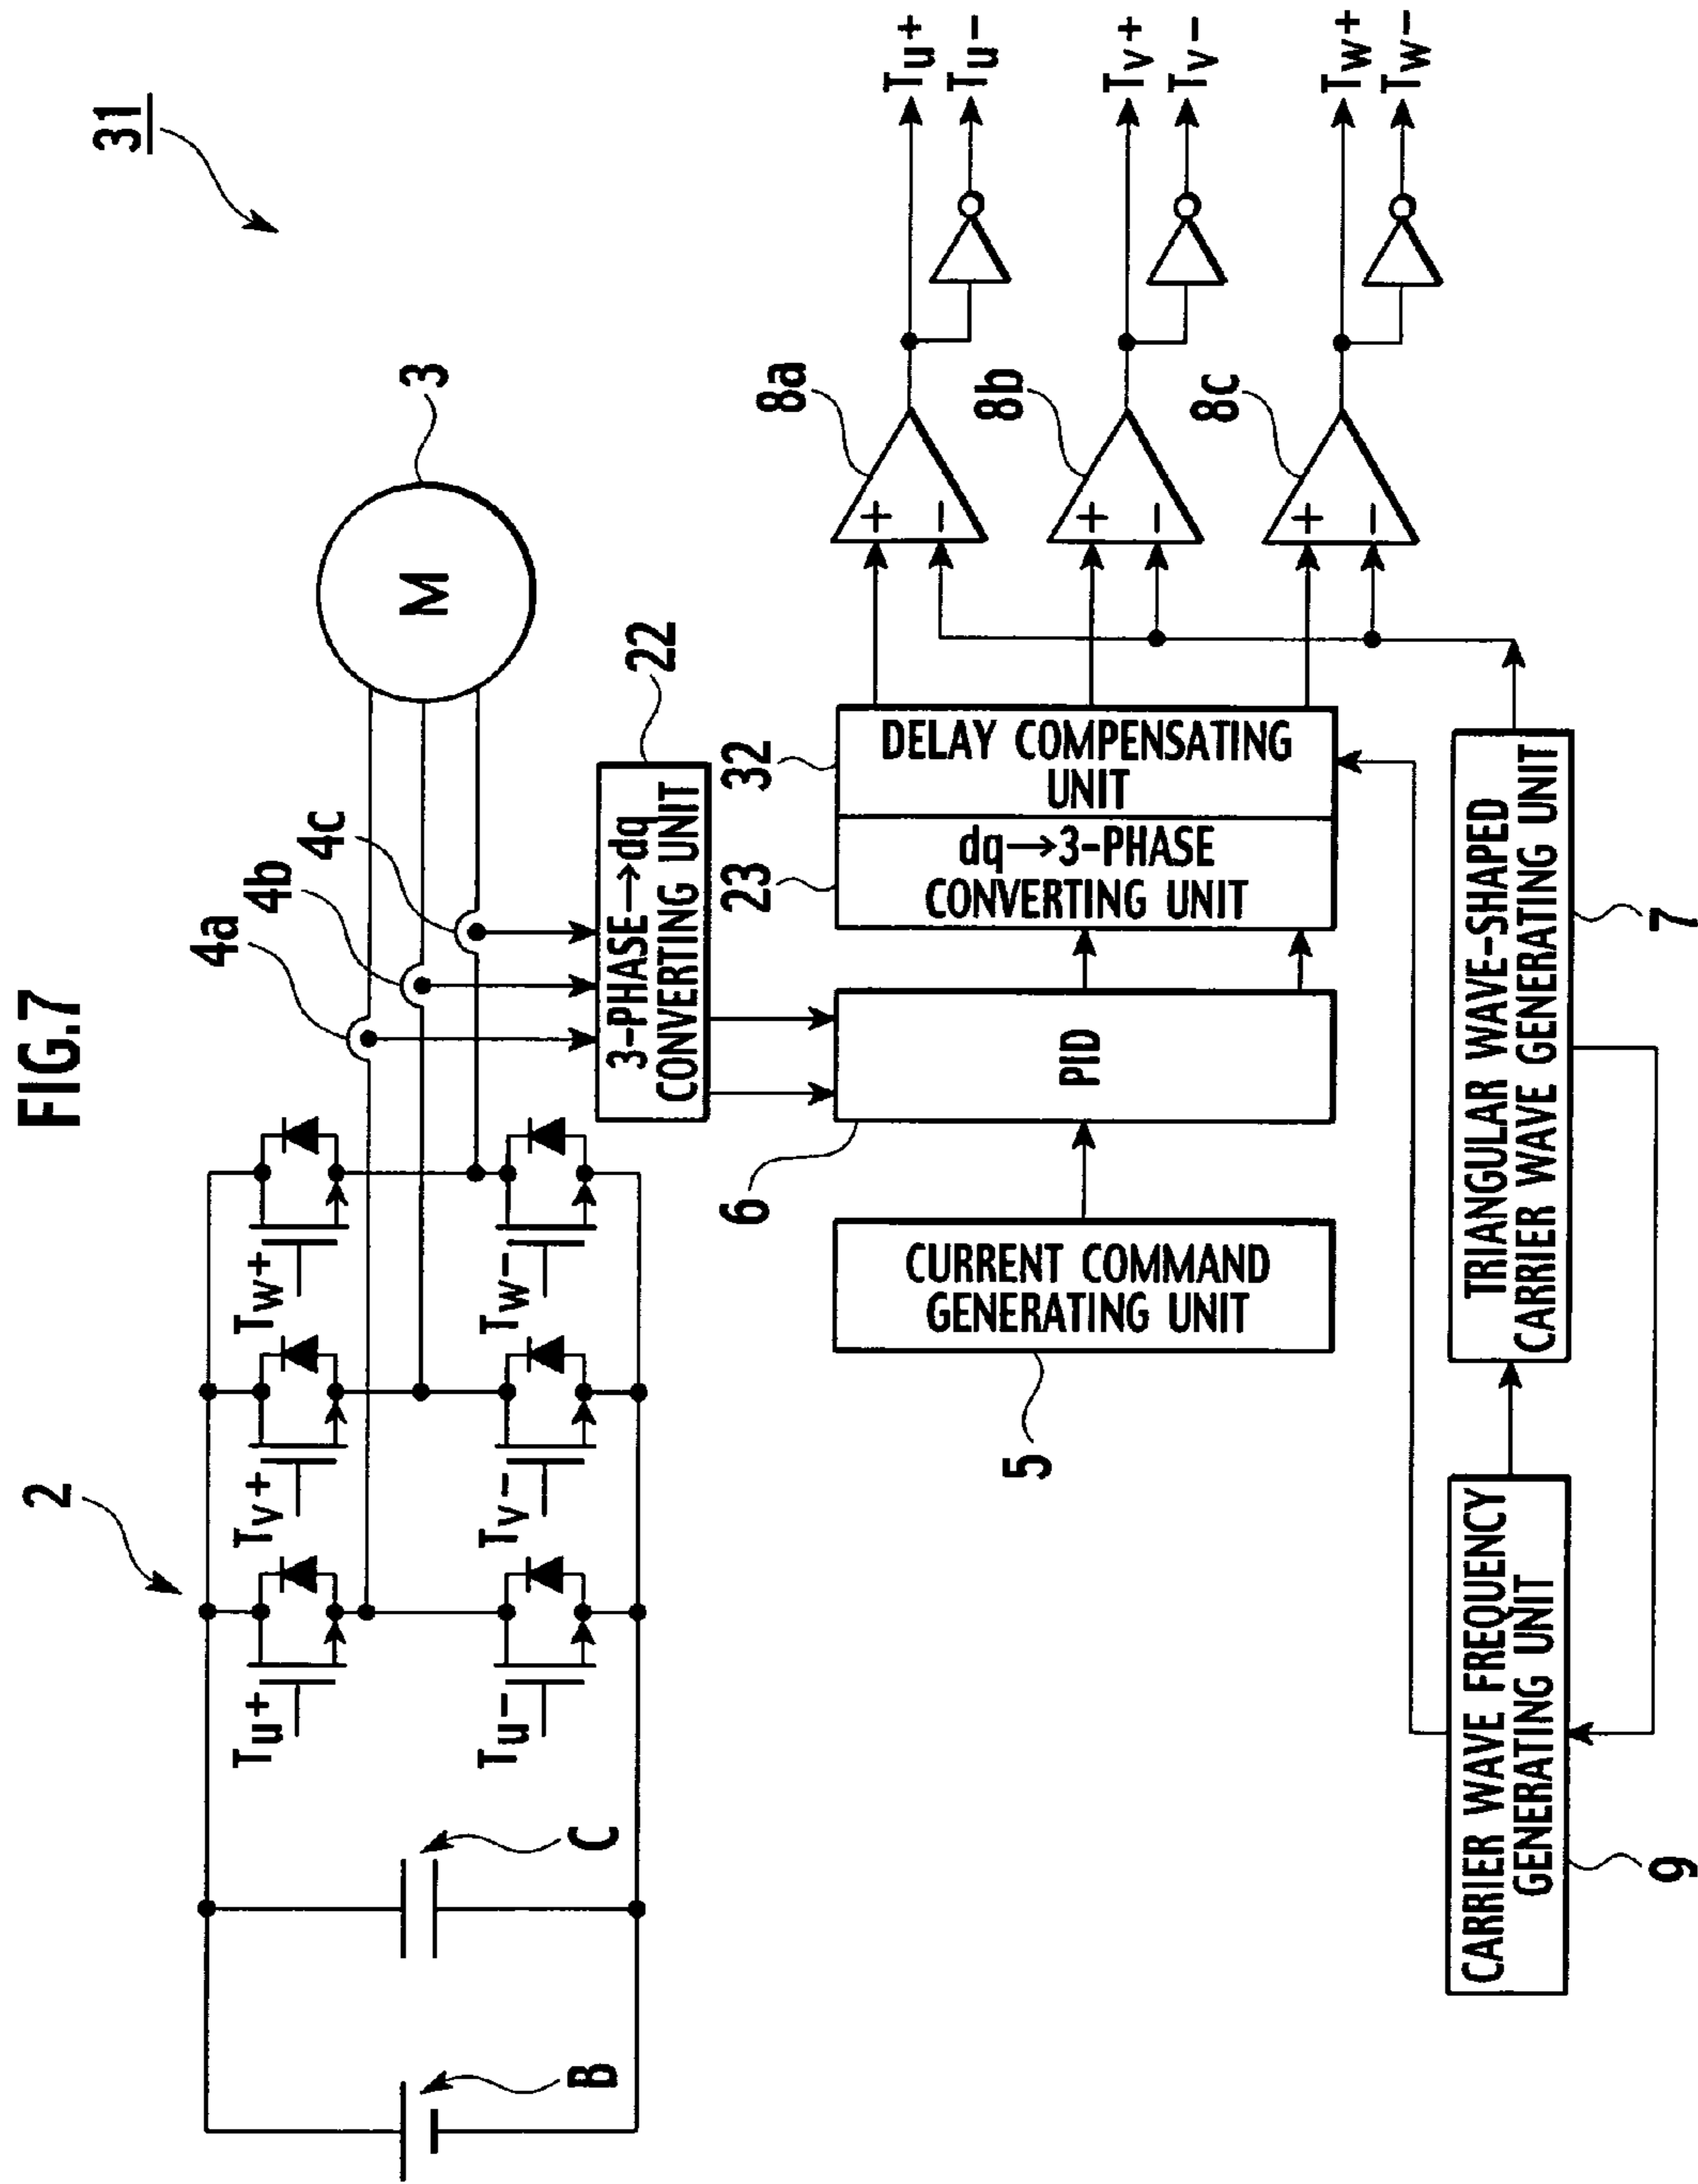 FIG.7
31
2
3
4a
4b
4c
Tu+
Tv+
Tw+
Tu-
Tv-
Tw-
B
C
M
3-PHASE→dq
CONVERTING UNIT
22
5
CURRENT COMMAND
GENERATING UNIT
6
PID
23
dq→3-PHASE
CONVERTING UNIT
32
DELAY COMPENSATING
UNIT
8a
+
-
8b
+
-
8c
+
-
Tu+
Tu-
Tv+
Tv-
Tw+
Tw-
CARRIER WAVE FREQUENCY
GENERATING UNIT
9
TRIANGULAR WAVE-SHAPED
CARRIER WAVE GENERATING UNIT
7